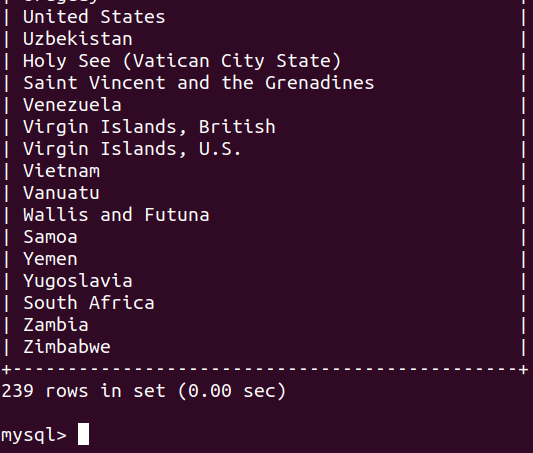 | United States |
| Uzbekistan |
| Holy See (Vatican City State) |
| Saint Vincent and the Grenadines |
| Venezuela |
| Virgin Islands, British |
| Virgin Islands, U.S. |
| Vietnam |
| Vanuatu |
| Wallis and Futuna |
| Samoa |
| Yemen |
| Yugoslavia |
| South Africa |
| Zambia |
| Zimbabwe |
+----------------------------------------------+
239 rows in set (0.00 sec)
mysql>